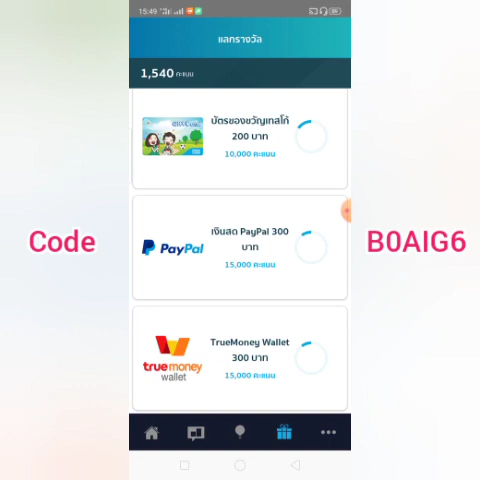 15:49
แลกรางวัล
1,540 คะแนน
บัตรของขวัญเทสโก้
200 บาท
10,000 คะแนน
Code
B0AIG6
PayPal
เงินสด PayPal 300
บาท
15,000 คะแนน
true money
wallet
TrueMoney Wallet
300 บาท
15,000 คะแนน